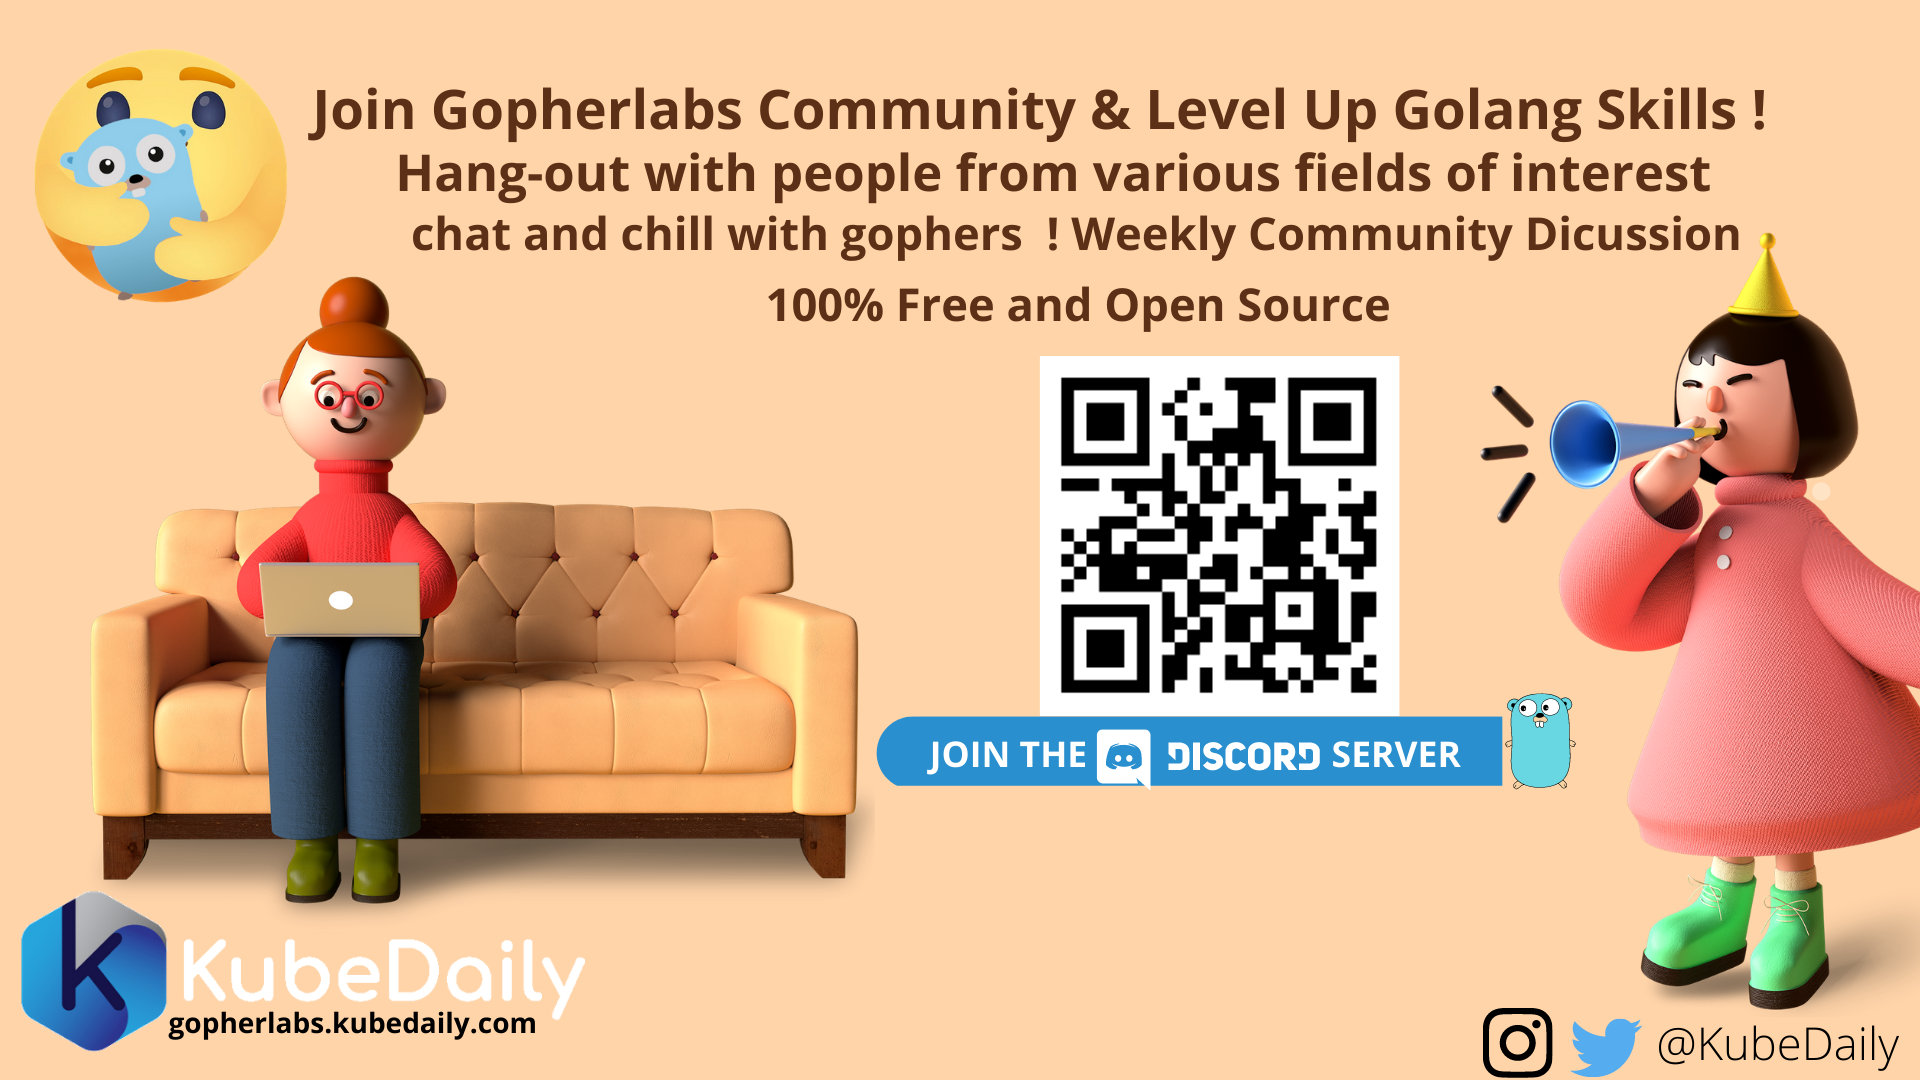 Join Gopherlabs Community & Level Up Golang Skills !
Hang-out with people from various fields of interest
chat and chill with gophers  ! Weekly Community Dicussion
100% Free and Open Source
JOIN THE DISCORD SERVER
KubeDaily
gopherlabs.kubedaily.com
@KubeDaily